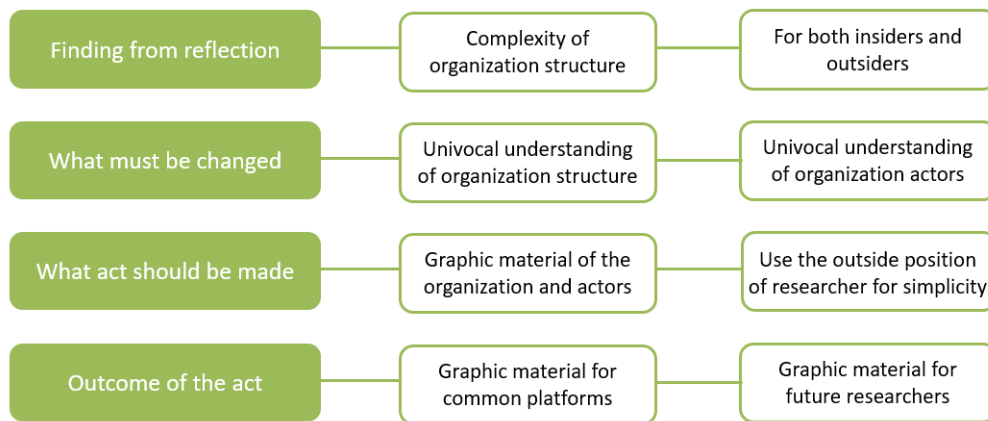 Finding from reflection
Complexity of
organization structure
For both insiders and
outsiders
What must be changed
Univocal understanding
of organization structure
Univocal understanding
of organization actors
What act should be made
Graphic material of the
organization and actors
Use the outside position
of researcher for simplicity
Outcome of the act
Graphic material for
common platforms
Graphic material for
future researchers